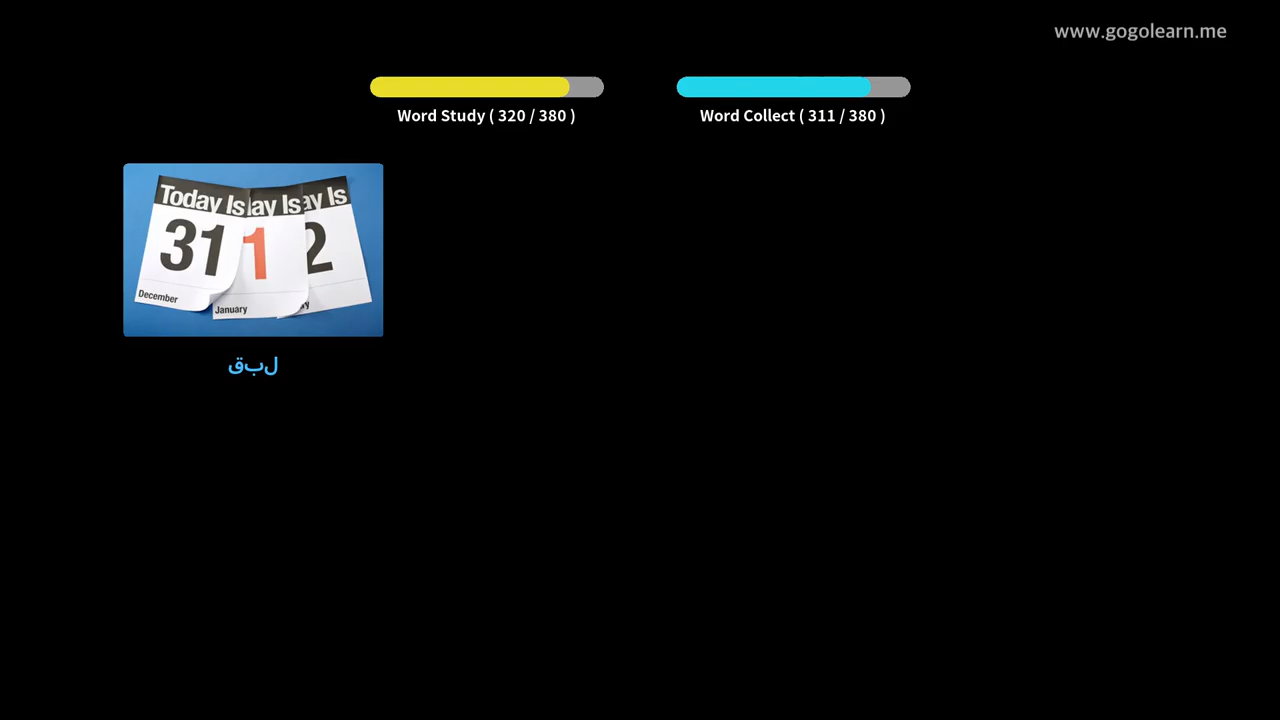 www.gogolearn.me
Word Study ( 320 / 380 )
Word Collect ( 311 / 380 )
Today Is
ay Is
ay Is
31
1
2
December
January
لبق